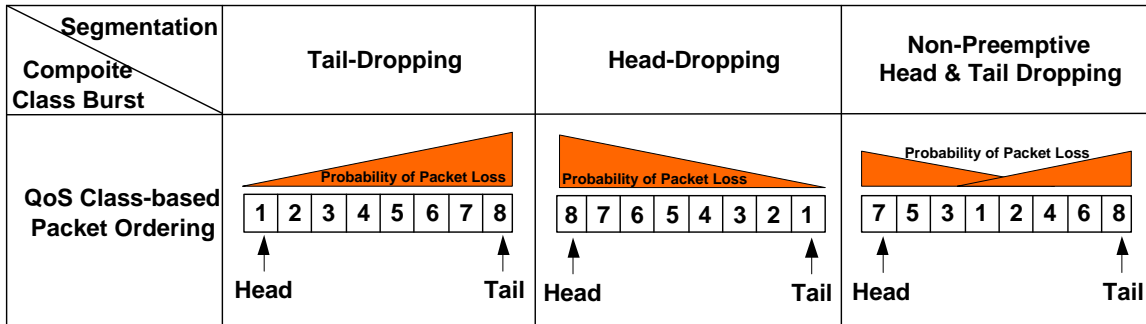 Segmentation
Compoite
Class Burst
Tail-Dropping
Head-Dropping
Non-Preemptive
Head & Tail Dropping
QoS Class-based
Packet Ordering
Probability of Packet Loss
1 2 3 4 5 6 7 8
Head Tail
Probability of Packet Loss
8 7 6 5 4 3 2 1
Head Tail
Probability of Packet Loss
7 5 3 1 2 4 6 8
Head Tail